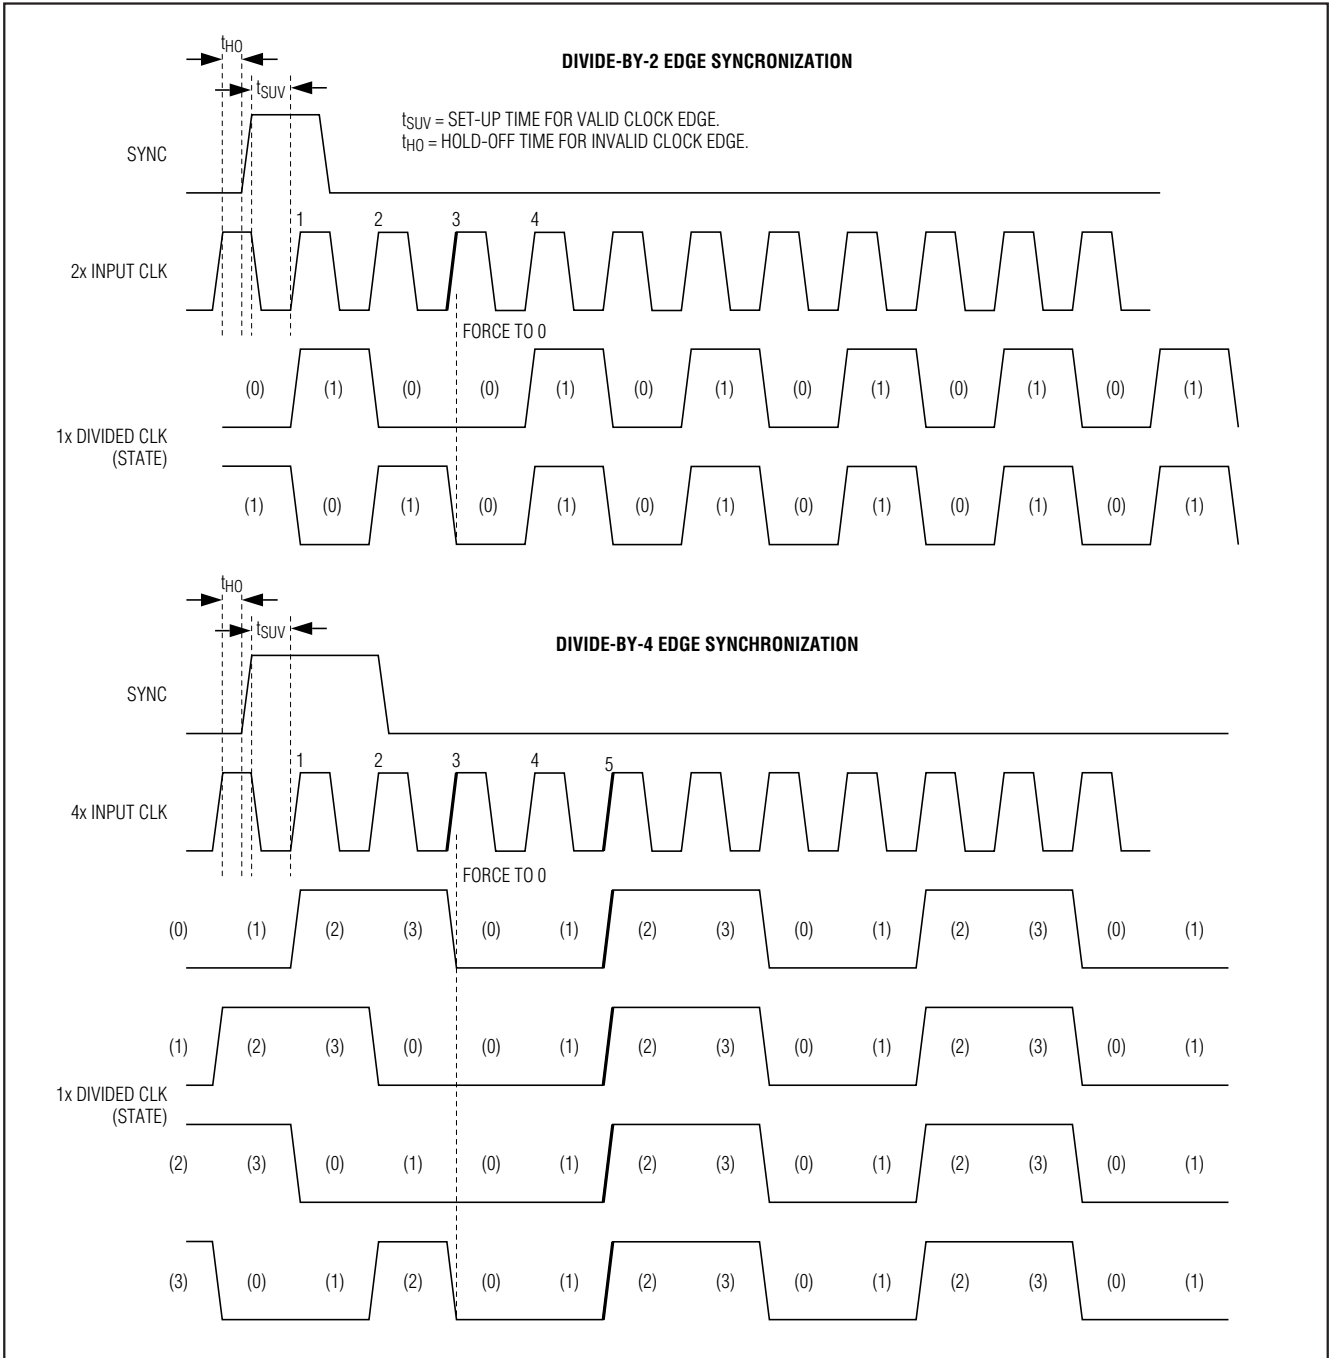 tHO
DIVIDE-BY-2 EDGE SYNCRONIZATION
tSUV
tSUV = SET-UP TIME FOR VALID CLOCK EDGE.
tHO = HOLD-OFF TIME FOR INVALID CLOCK EDGE.
SYNC
1 2 3 4
2x INPUT CLK
FORCE TO 0
(0) (1) (0) (0) (1) (0) (1) (0) (1) (0) (1) (0) (1)
1x DIVIDED CLK
(STATE)
(1) (0) (1) (0) (1) (0) (1) (0) (1) (0) (1) (0) (1)
tHO
tSUV
DIVIDE-BY-4 EDGE SYNCHRONIZATION
SYNC
1 2 3 4 5
4x INPUT CLK
FORCE TO 0
(0) (1) (2) (3) (0) (1) (2) (3) (0) (1) (2) (3) (0) (1)
(1) (2) (3) (0) (0) (1) (2) (3) (0) (1) (2) (3) (0) (1)
1x DIVIDED CLK
(STATE)
(2) (3) (0) (1) (0) (1) (2) (3) (0) (1) (2) (3) (0) (1)
(3) (0) (1) (2) (0) (1) (2) (3) (0) (1) (2) (3) (0) (1)